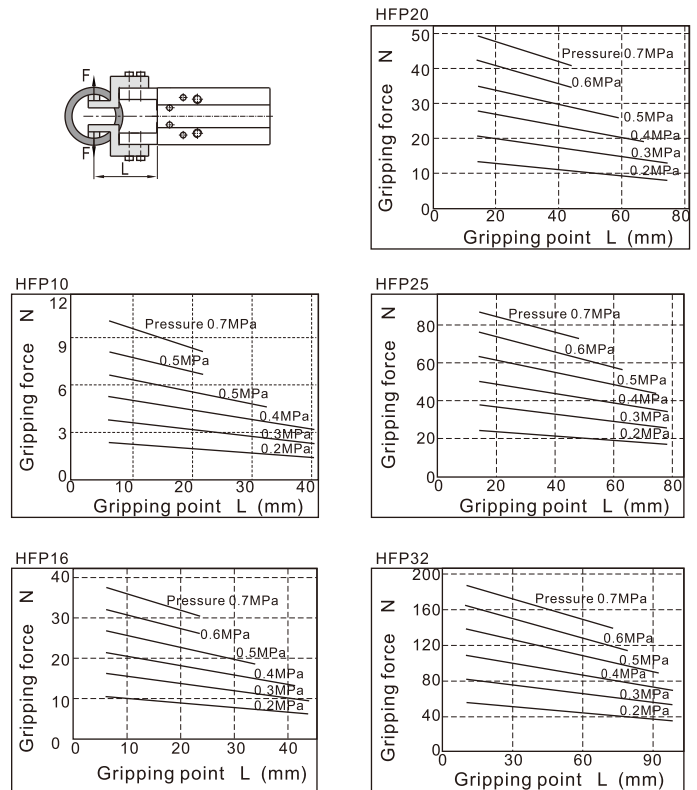 HFP20
F
F
L
Gripping force N
50
40
30
20
10
0
Pressure 0.7MPa
0.6MPa
0.5MPa
0.4MPa
0.3MPa
0.2MPa
0 20 40 60 80
Gripping point L (mm)
HFP10
Gripping force N
12
9
6
3
0
Pressure 0.7MPa
0.5MPa
0.5MPa
0.4MPa
0.3MPa
0.2MPa
0 10 20 30 40
Gripping point L (mm)
HFP25
Gripping force N
80
60
40
20
0
Pressure 0.7MPa
0.6MPa
0.5MPa
0.4MPa
0.3MPa
0.2MPa
0 20 40 60 80
Gripping point L (mm)
HFP16
Gripping force N
40
30
20
10
0
Pressure 0.7MPa
0.6MPa
0.5MPa
0.4MPa
0.3MPa
0.2MPa
0 10 20 30 40
Gripping point L (mm)
HFP32
Gripping force N
200
160
120
80
40
0
Pressure 0.7MPa
0.6MPa
0.5MPa
0.4MPa
0.3MPa
0.2MPa
0 30 60 90
Gripping point L (mm)